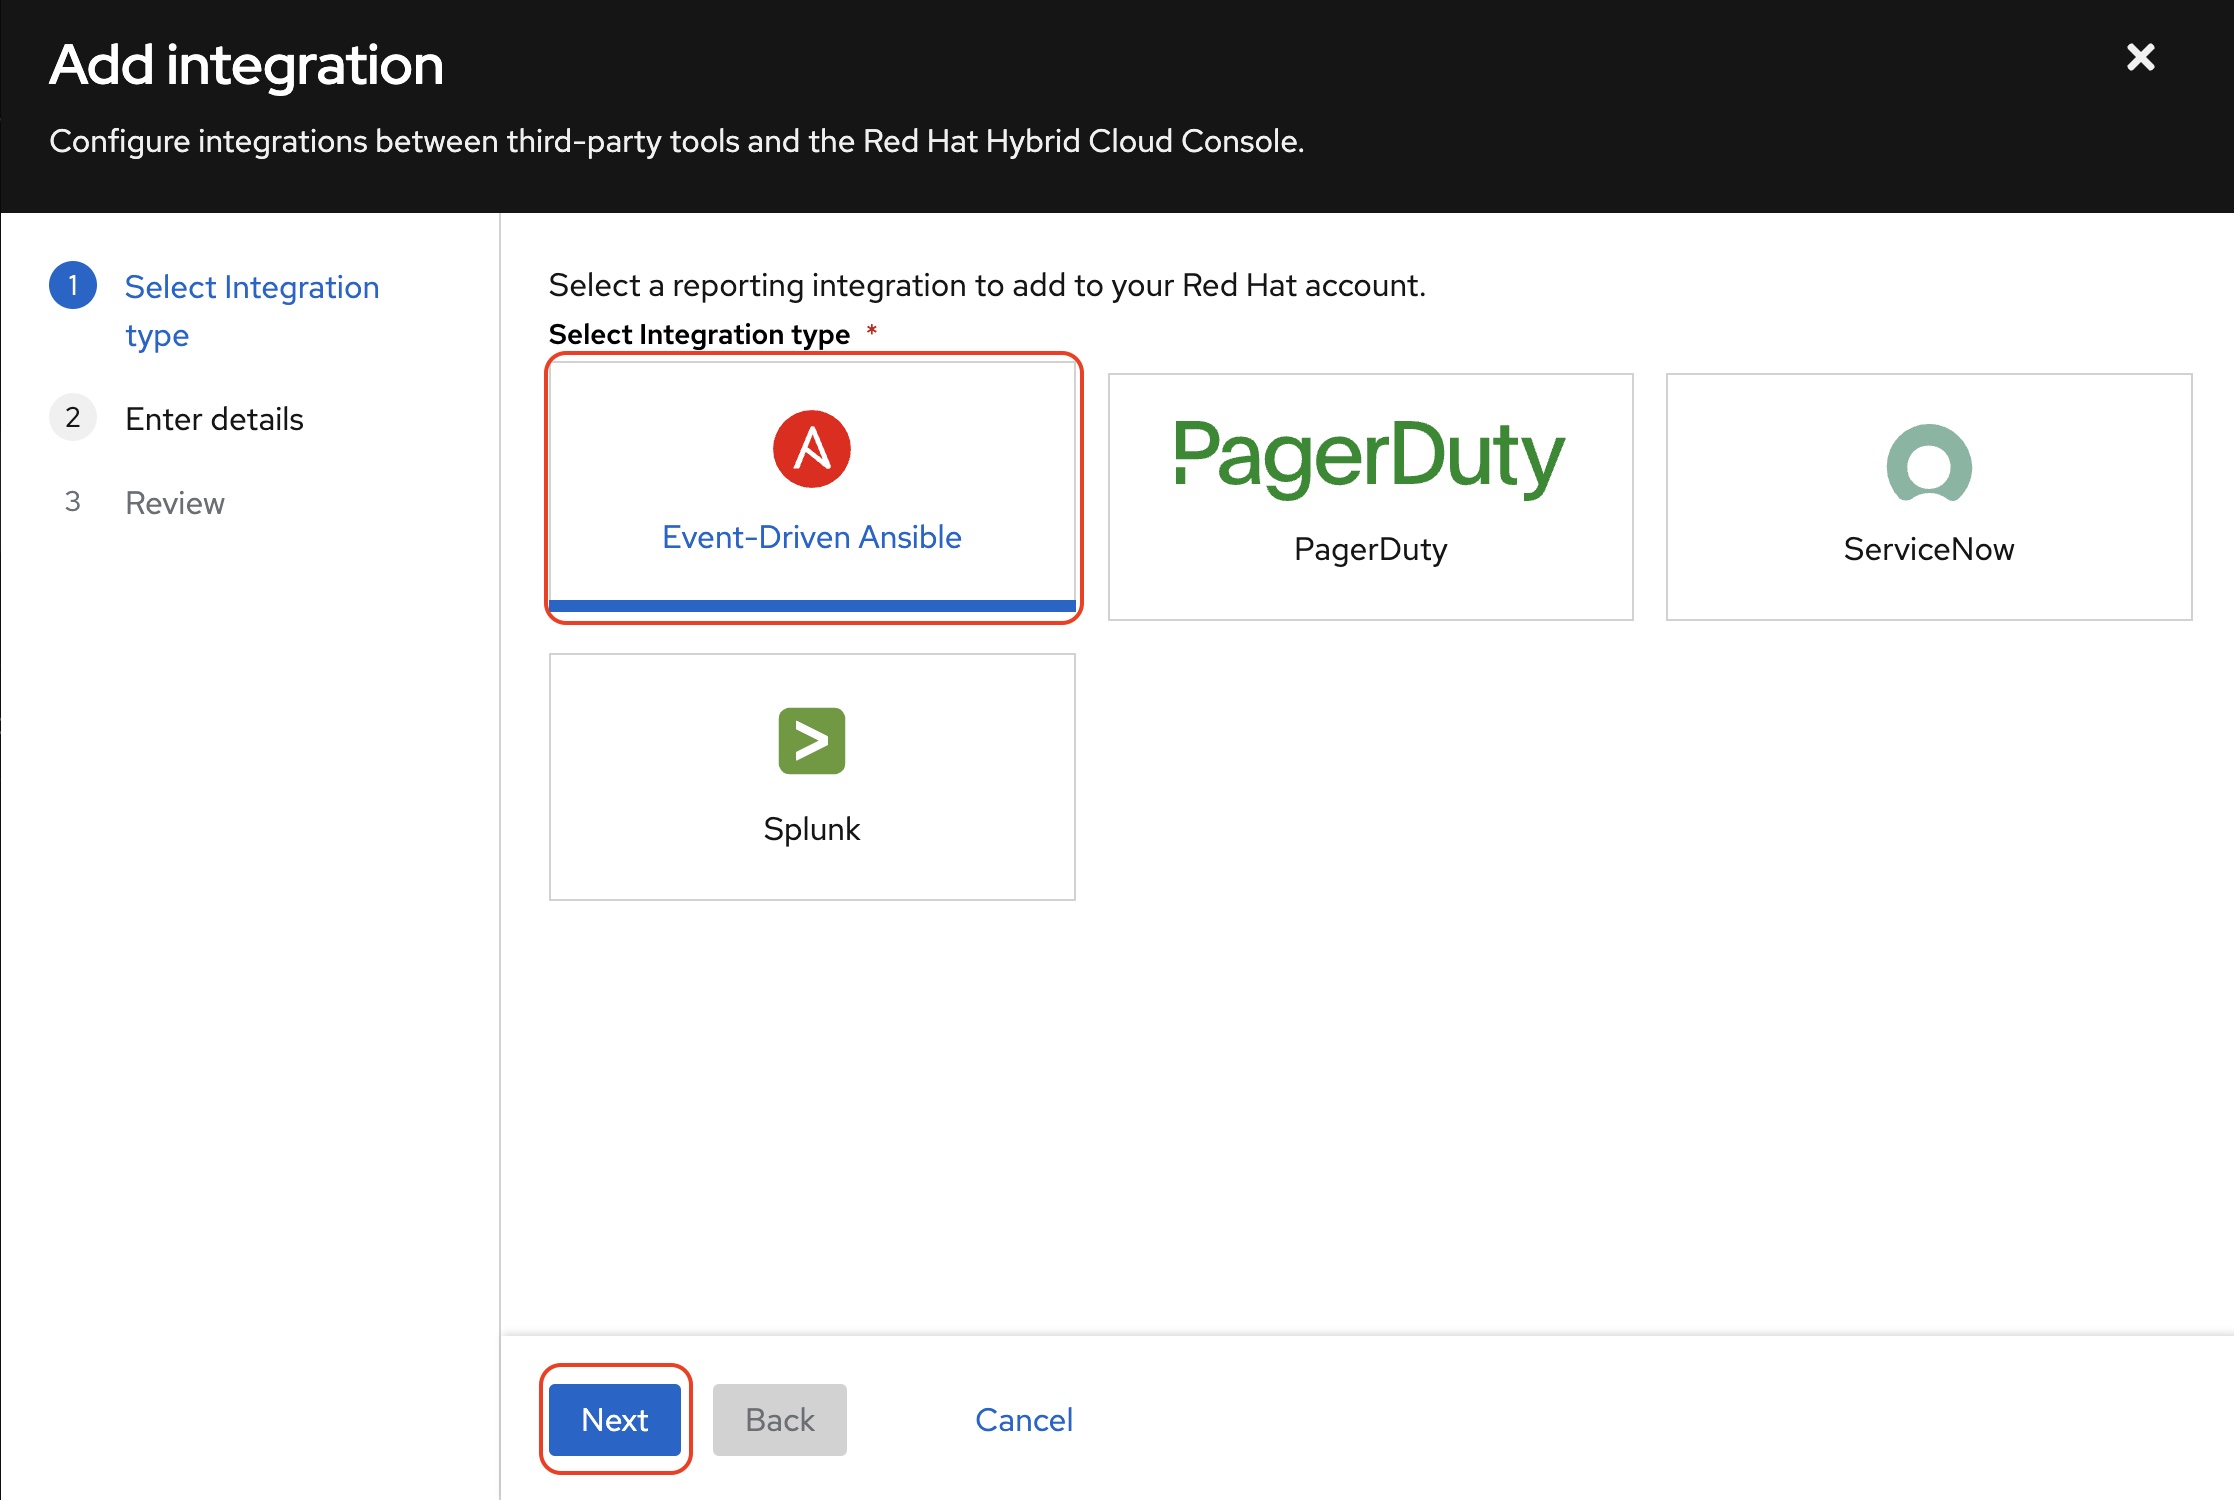 Add integration
Configure integrations between third-party tools and the Red Hat Hybrid Cloud Console.
1 Select Integration
type
2 Enter details
3 Review
Select a reporting integration to add to your Red Hat account.
Select Integration type *
Event-Driven Ansible
PagerDuty
PagerDuty
ServiceNow
Splunk
Next
Back
Cancel